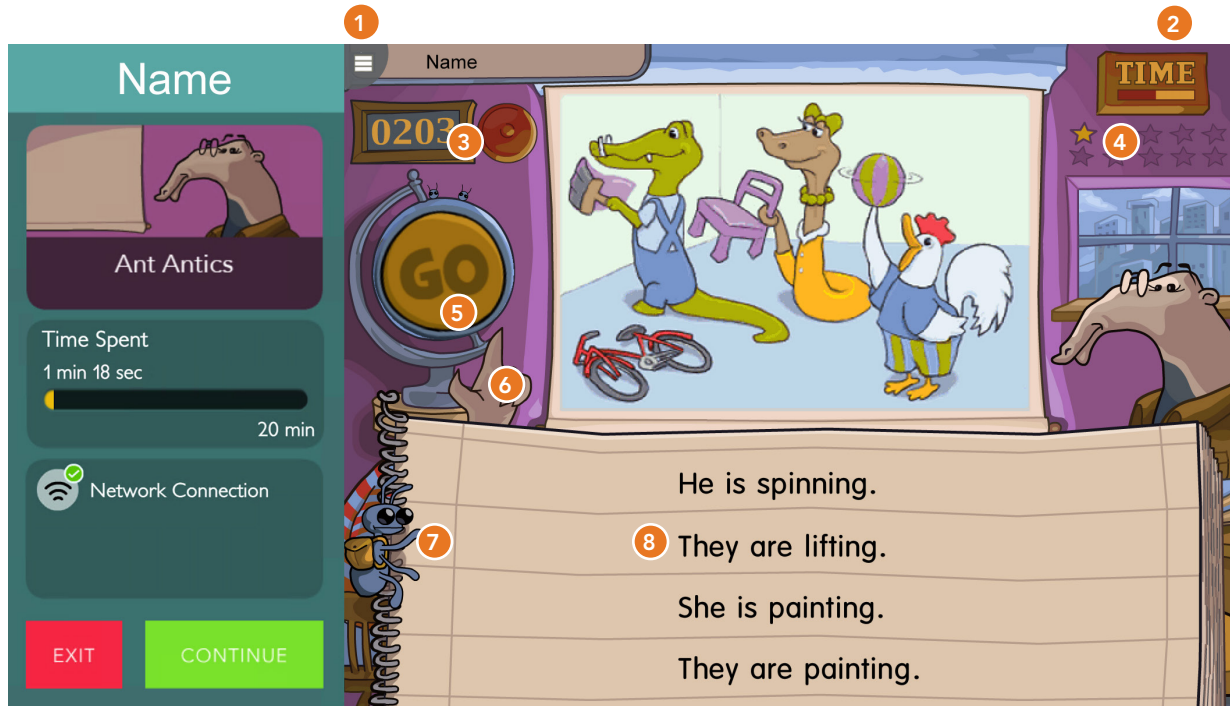 1
2
Name
Name
TIME
0203
3
4
Ant Antics
GO
5
Time Spent
1 min 18 sec
6
20 min
Network Connection
He is spinning.
7
8
They are lifting.
She is painting.
They are painting.
EXIT
CONTINUE